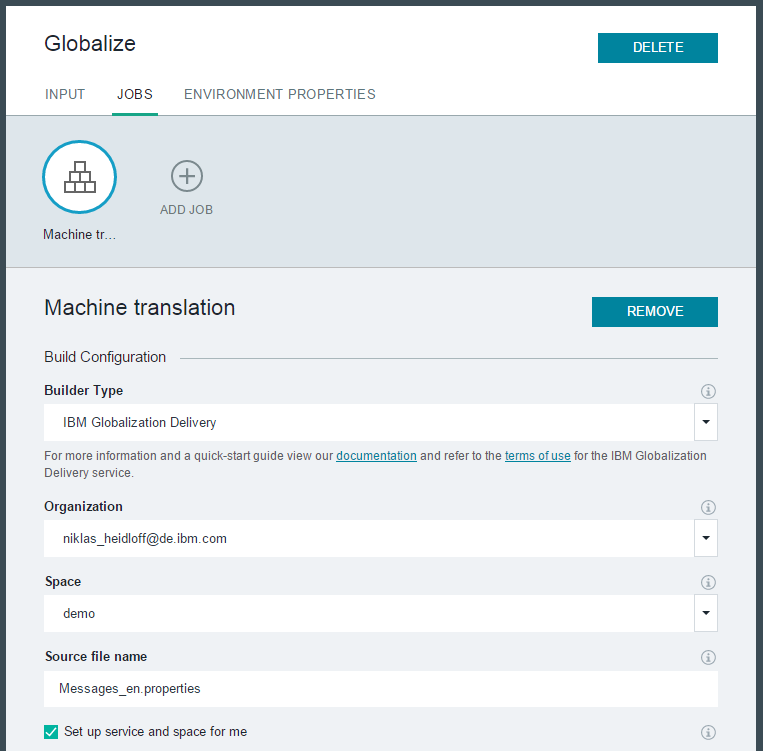 Globalize
DELETE
INPUT JOBS ENVIRONMENT PROPERTIES
ADD JOB
Machine tr...
Machine translation
REMOVE
Build Configuration
Builder Type
IBM Globalization Delivery
For more information and a quick-start guide view our documentation and refer to the terms of use for the IBM Globalization
Delivery service.
Organization
niklas_heidloff@de.ibm.com
Space
demo
Source file name
Messages_en.properties
Set up service and space for me